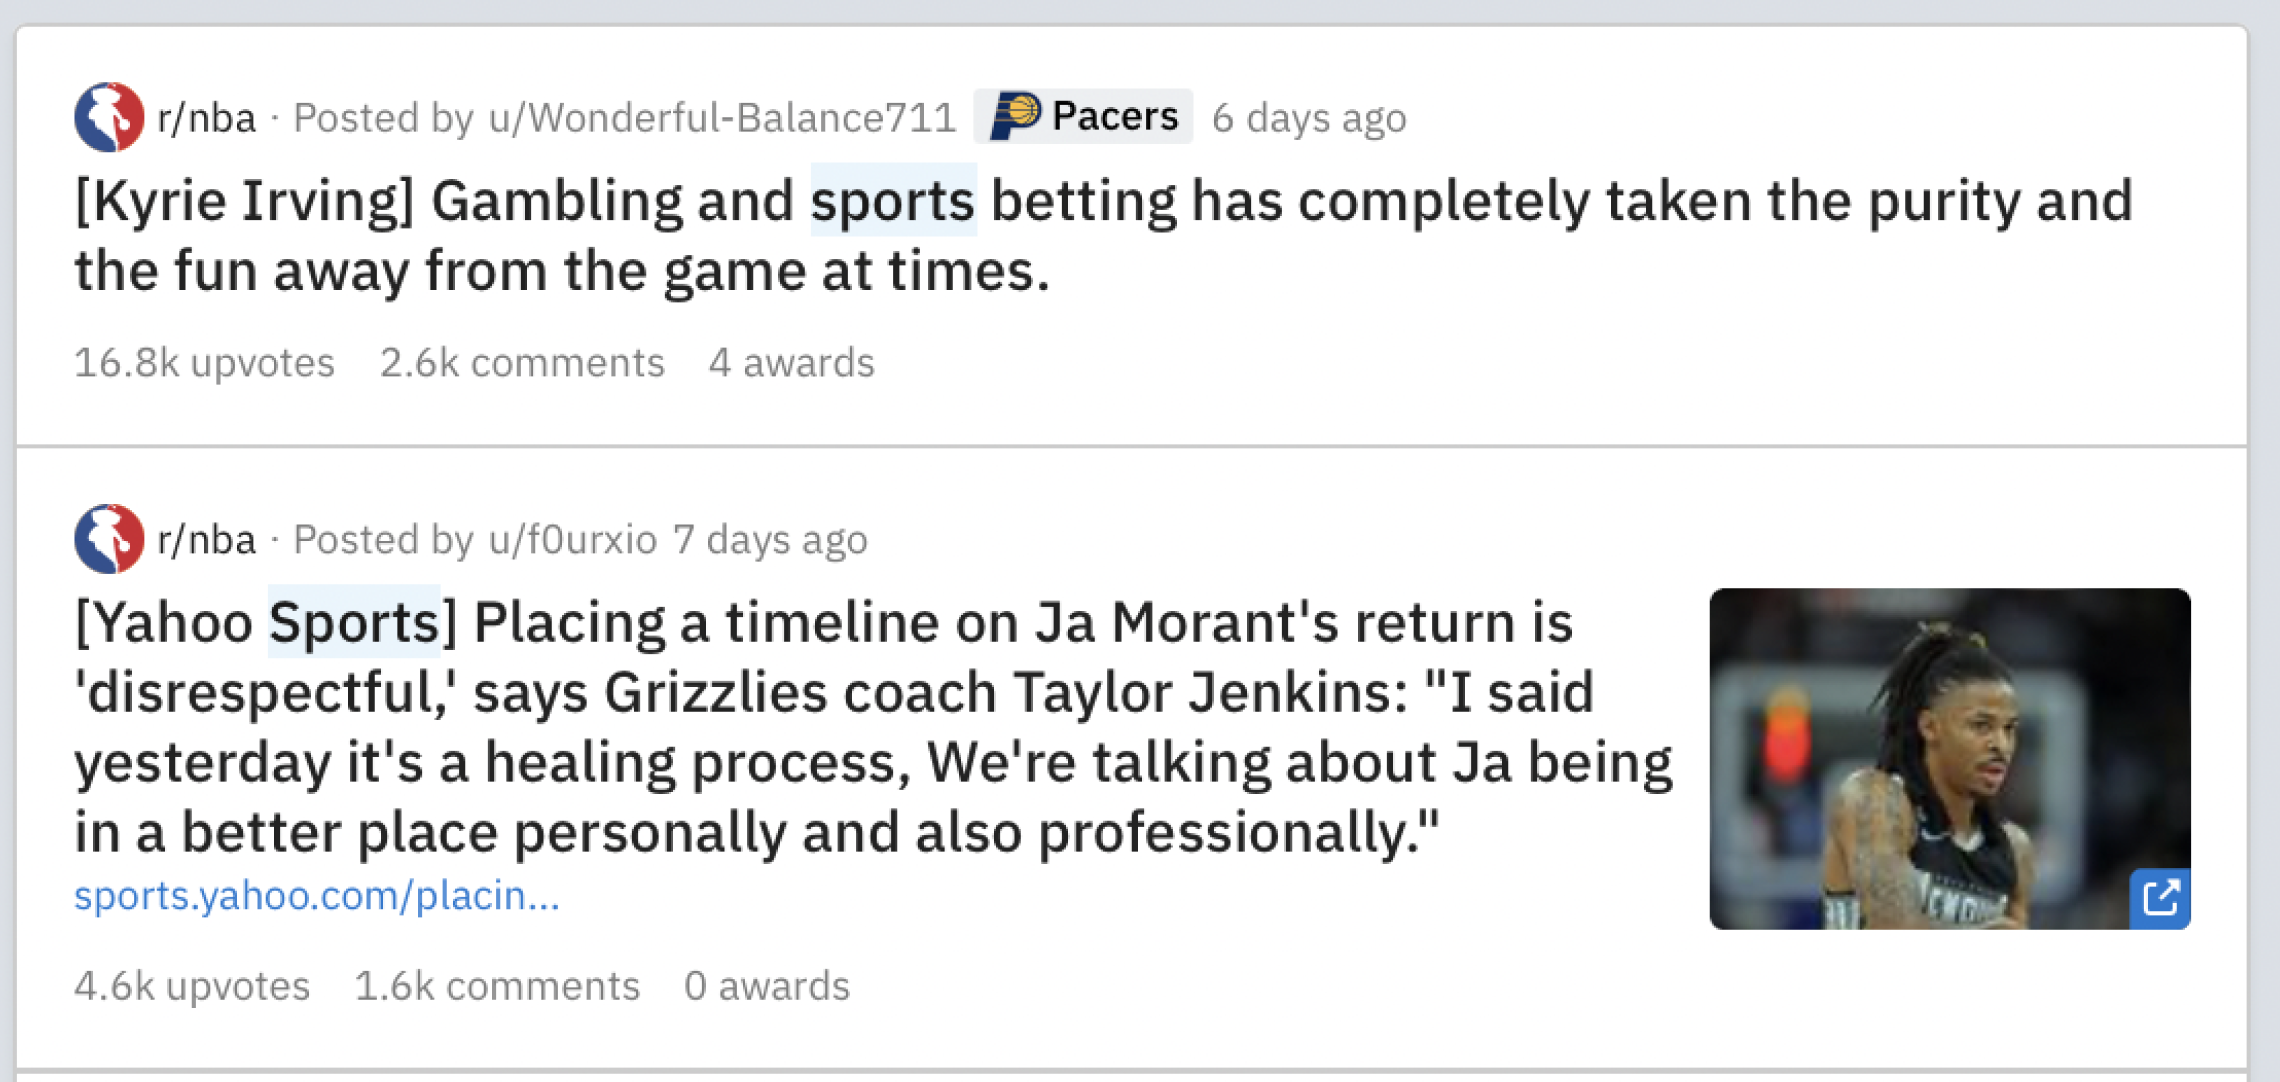 r/nba · Posted by u/Wonderful-Balance711 Pacers 6 days ago
[Kyrie Irving] Gambling and sports betting has completely taken the purity and
the fun away from the game at times.
16.8k upvotes 2.6k comments 4 awards
r/nba · Posted by u/f0urxio 7 days ago
[Yahoo Sports] Placing a timeline on Ja Morant's return is
'disrespectful,' says Grizzlies coach Taylor Jenkins: "I said
yesterday it's a healing process, We're talking about Ja being
in a better place personally and also professionally."
sports.yahoo.com/placin...
4.6k upvotes 1.6k comments 0 awards